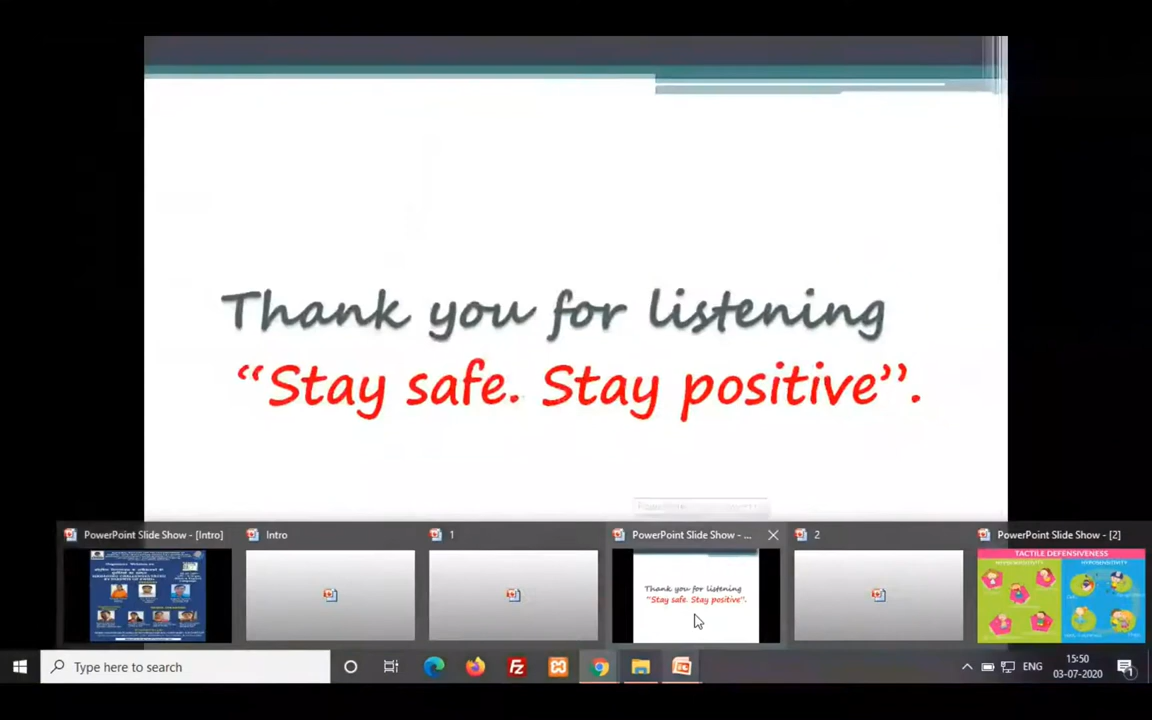 Thank you for listening
“Stay safe. Stay positive”.
PowerPoint Slide Show - [Intro]
Intro
1
PowerPoint Slide Show - ...
2
PowerPoint Slide Show - [2]
Thank you for listening
“Stay safe. Stay positive”.
TACTILE DEFENSIVENESS
Type here to search
ENG
15:50
03-07-2020
1